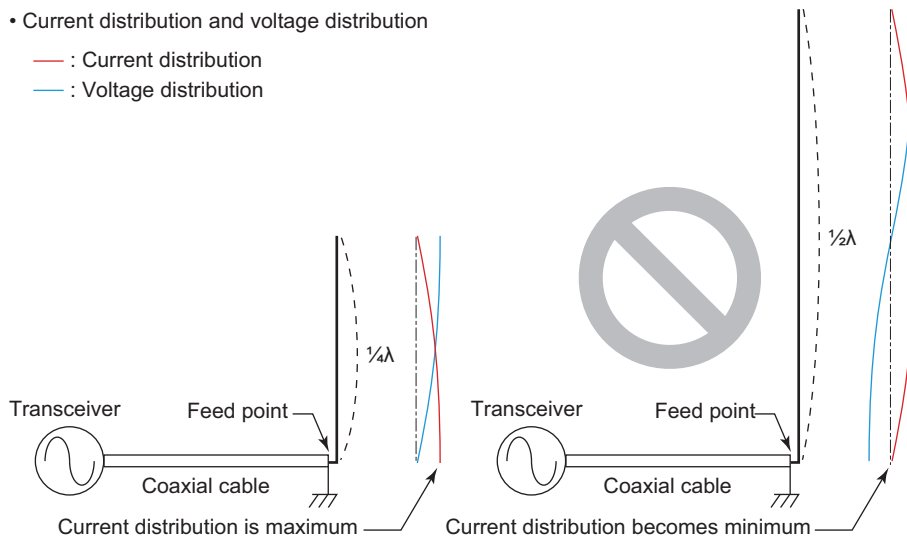 • Current distribution and voltage distribution
: Current distribution
: Voltage distribution
¼λ
Transceiver
Feed point
Coaxial cable
Current distribution is maximum
½λ
Transceiver
Feed point
Coaxial cable
Current distribution becomes minimum